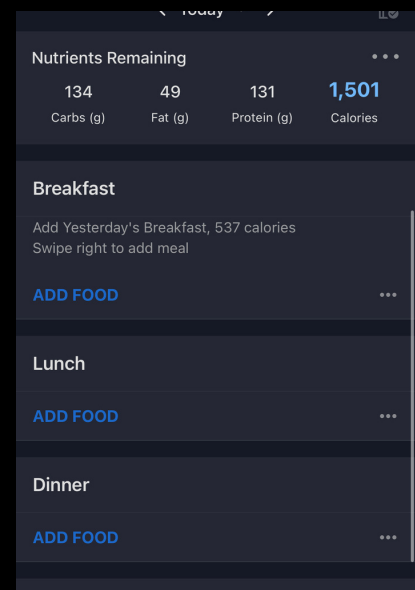 Today
Nutrients Remaining
134 49 131 1,501
Carbs (g) Fat (g) Protein (g) Calories
Breakfast
Add Yesterday's Breakfast, 537 calories
Swipe right to add meal
ADD FOOD
Lunch
ADD FOOD
Dinner
ADD FOOD